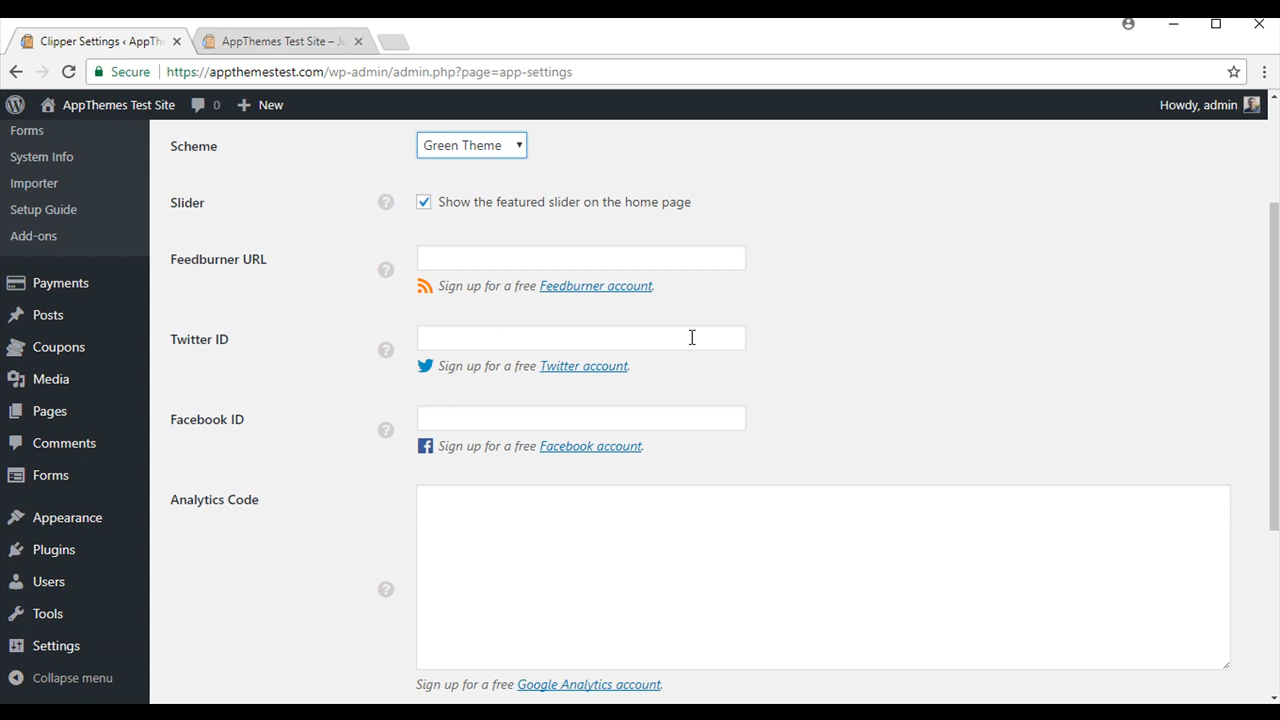 Clipper Settings ‹ AppTh
AppThemes Test Site – Ju
Secure
https://appthemestest.com/wp-admin/admin.php?page=app-settings
AppThemes Test Site
0
New
Howdy, admin
Forms
System Info
Importer
Setup Guide
Add-ons
Payments
Posts
Coupons
Media
Pages
Comments
Forms
Appearance
Plugins
Users
Tools
Settings
Collapse menu
Scheme
Green Theme
Slider
?
Show the featured slider on the home page
Feedburner URL
?
Sign up for a free Feedburner account.
Twitter ID
?
Sign up for a free Twitter account.
Facebook ID
?
Sign up for a free Facebook account.
Analytics Code
?
Sign up for a free Google Analytics account.